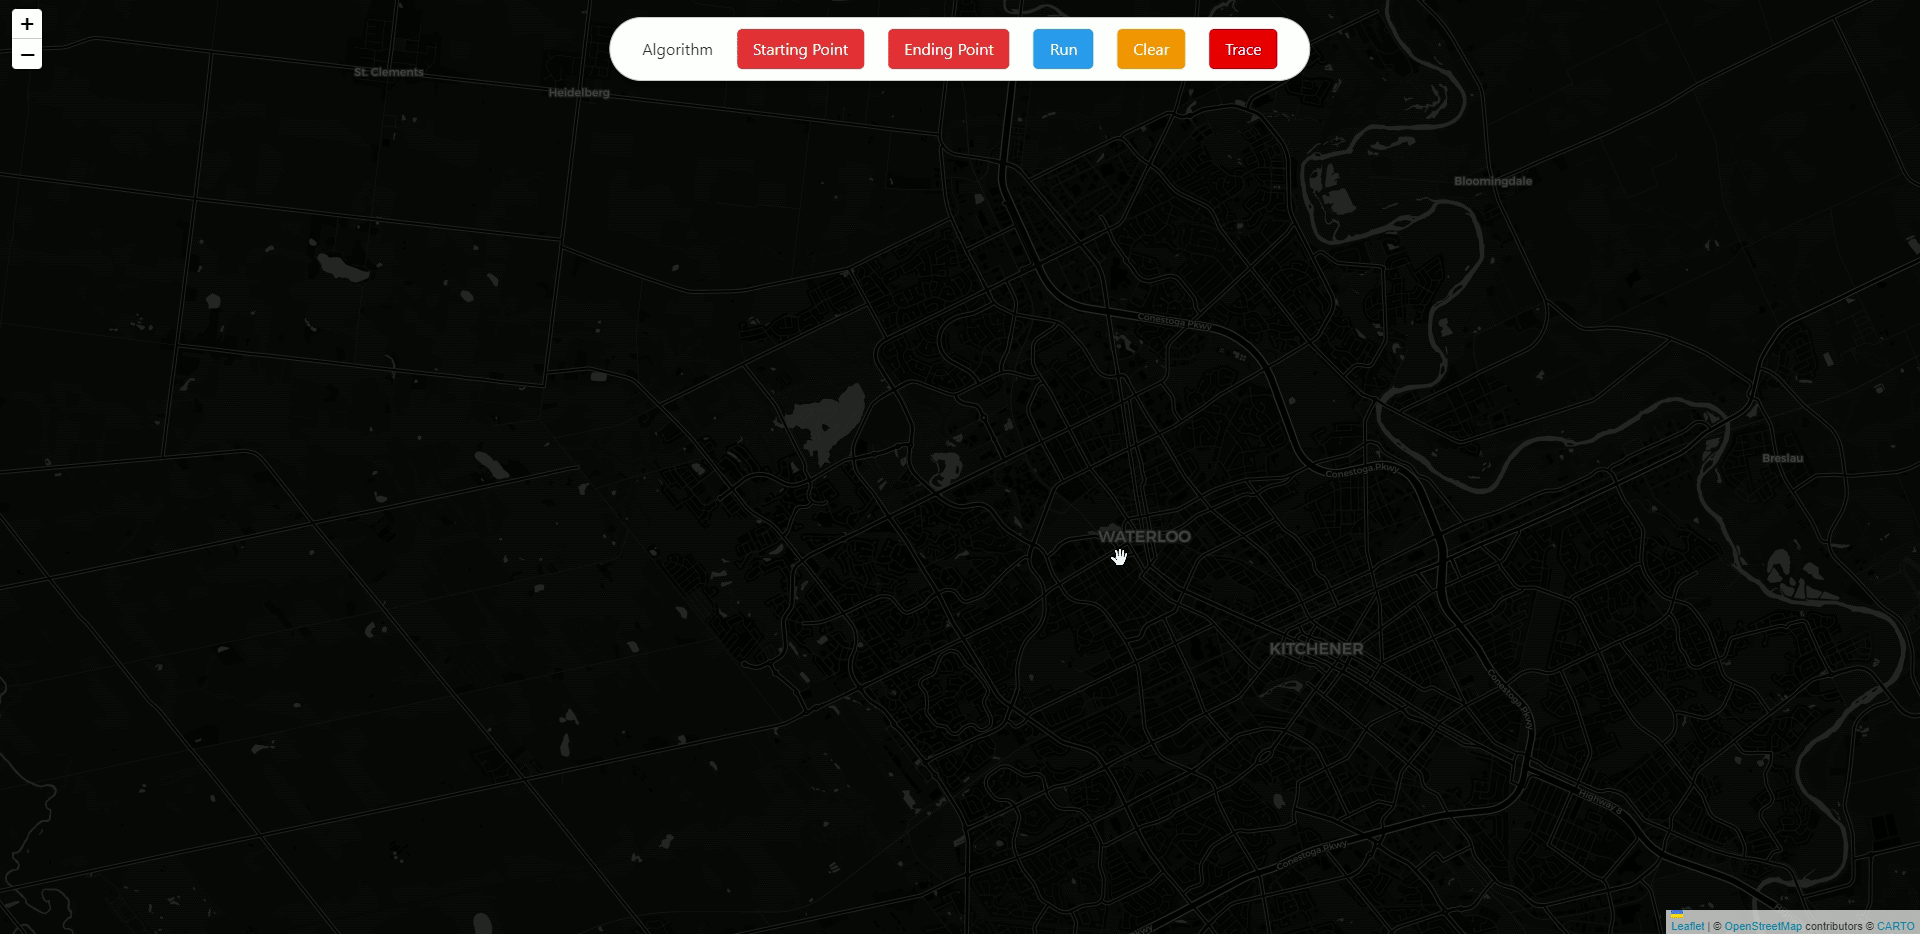 +
−
Algorithm Starting Point Ending Point Run Clear Trace
St. Clements
Heidelberg
Bloomingdale
Conestoga Pkwy
Breslau
Conestoga Pkwy
WATERLOO
KITCHENER
Conestoga Pkwy
Highway 8
Conestoga Pkwy
Leaflet | © OpenStreetMap contributors © CARTO